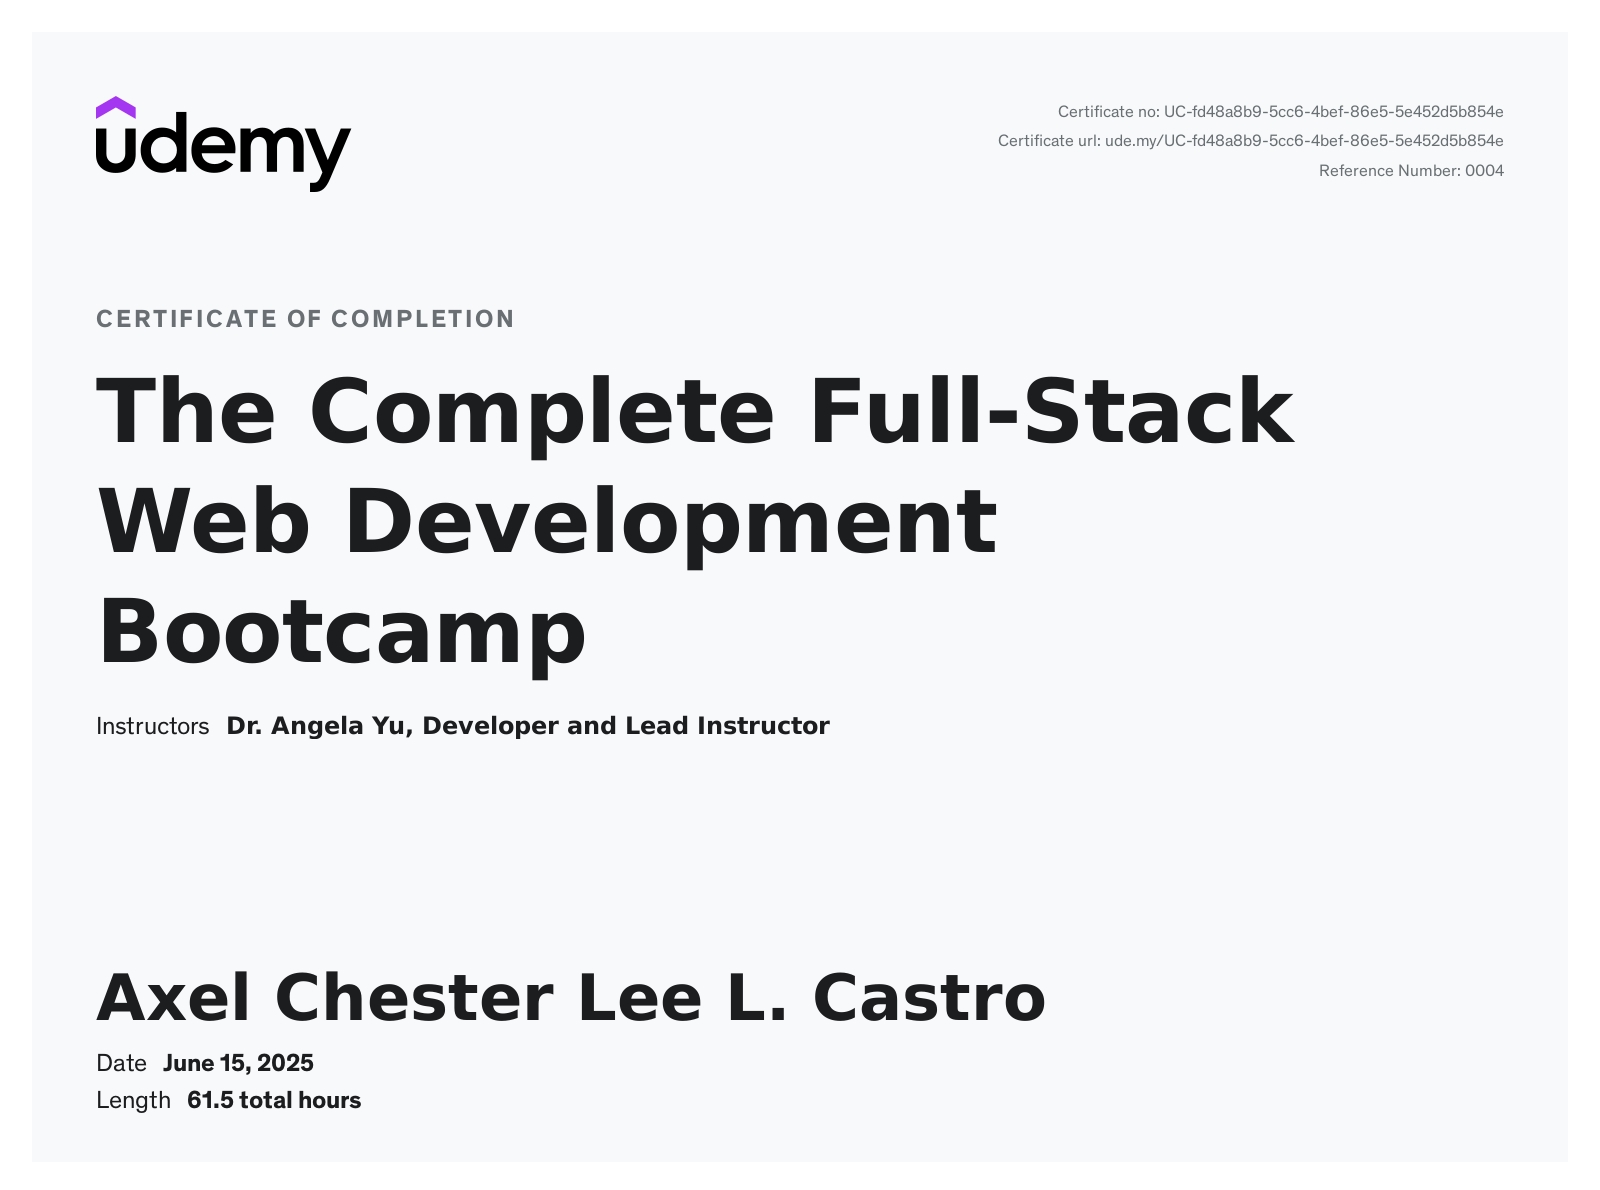 udemy
Certificate no: UC-fd48a8b9-5cc6-4bef-86e5-5e452d5b854e
Certificate url: ude.my/UC-fd48a8b9-5cc6-4bef-86e5-5e452d5b854e
Reference Number: 0004
CERTIFICATE OF COMPLETION
The Complete Full-Stack
Web Development
Bootcamp
Instructors Dr. Angela Yu, Developer and Lead Instructor
Axel Chester Lee L. Castro
Date June 15, 2025
Length 61.5 total hours